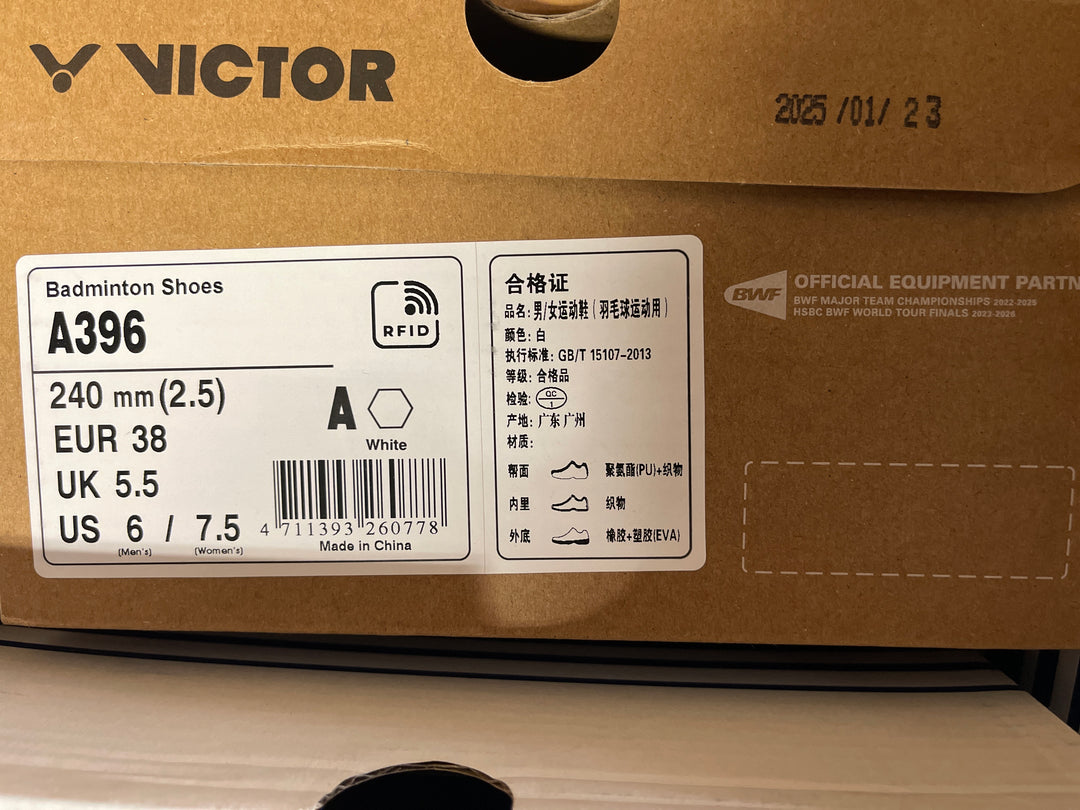 VICTOR
2025/01/23
Badminton Shoes
A396
RFID
240 mm (2.5)
EUR 38
UK 5.5
US 6 / 7.5
(Men's) (Women's)
A
White
4 711393 260778
Made in China
合格证
品名: 男/女运动鞋 ( 羽毛球运动用 )
颜色: 白
执行标准: GB/T 15107-2013
等级: 合格品
检验: QC 1
产地: 广东 广州
材质:
帮面 聚氨酯(PU)+织物
内里 织物
外底 橡胶+塑胶(EVA)
BWF
OFFICIAL EQUIPMENT PARTN
BWF MAJOR TEAM CHAMPIONSHIPS 2022-2025
HSBC BWF WORLD TOUR FINALS 2023-2026